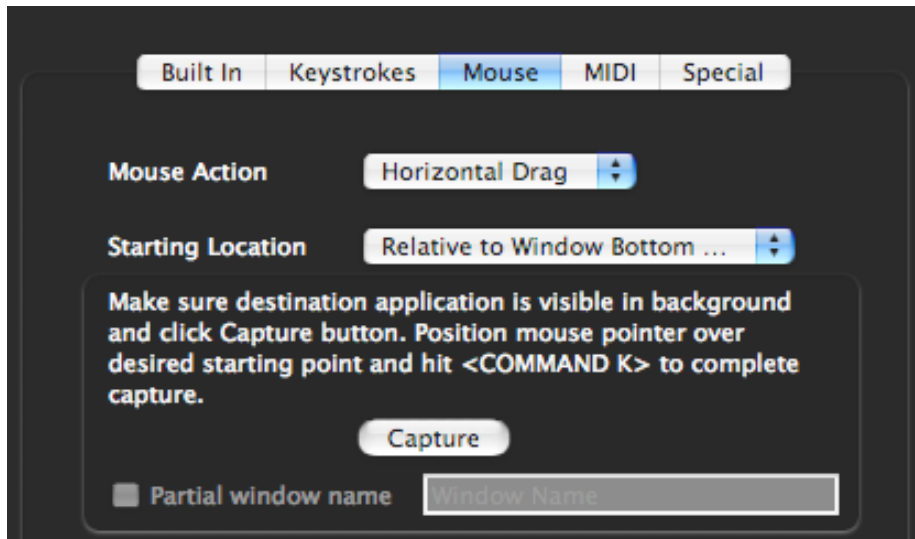 Built In Keystrokes Mouse MIDI Special
Mouse Action Horizontal Drag
Starting Location Relative to Window Bottom ...
Make sure destination application is visible in background
and click Capture button. Position mouse pointer over
desired starting point and hit <COMMAND K> to complete
capture.
Capture
Partial window name Window Name